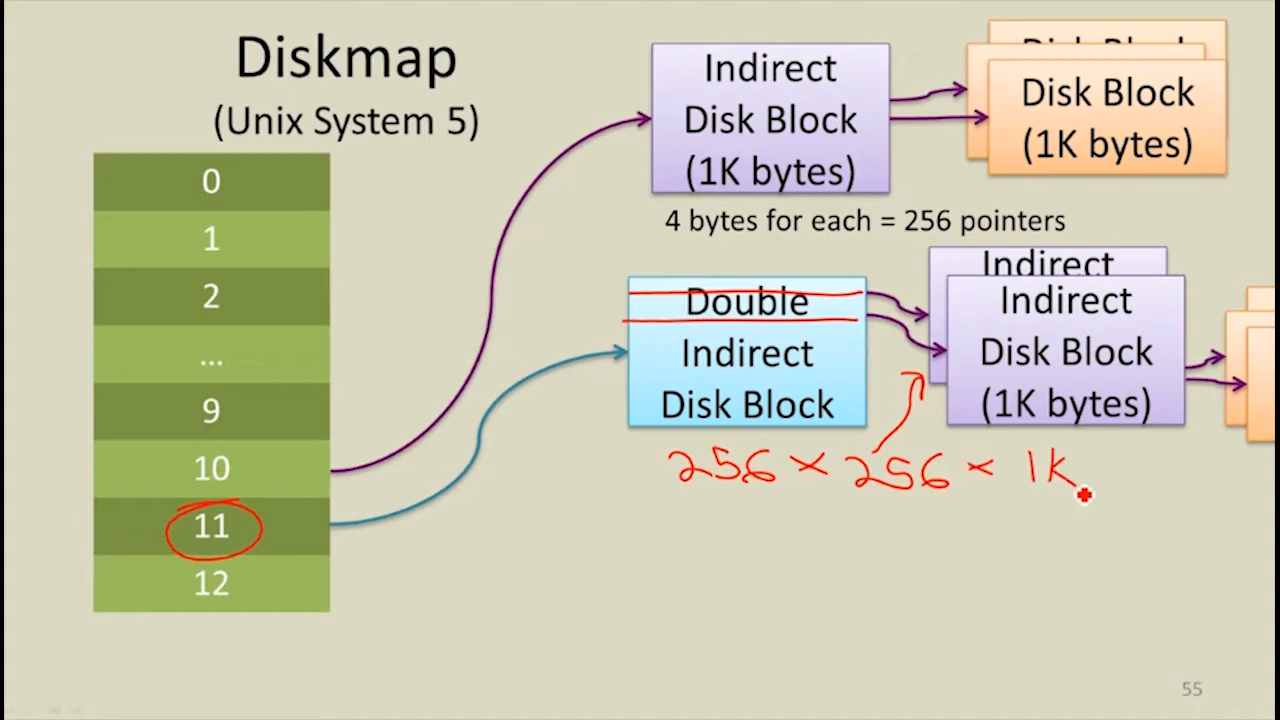 Diskmap
(Unix System 5)
0
1
2
...
9
10
11
12
Indirect
Disk Block
(1K bytes)
Disk Block
Disk Block
(1K bytes)
4 bytes for each = 256 pointers
Double
Indirect
Disk Block
Indirect
Indirect
Disk Block
(1K bytes)
256 × 256 × 1K
55